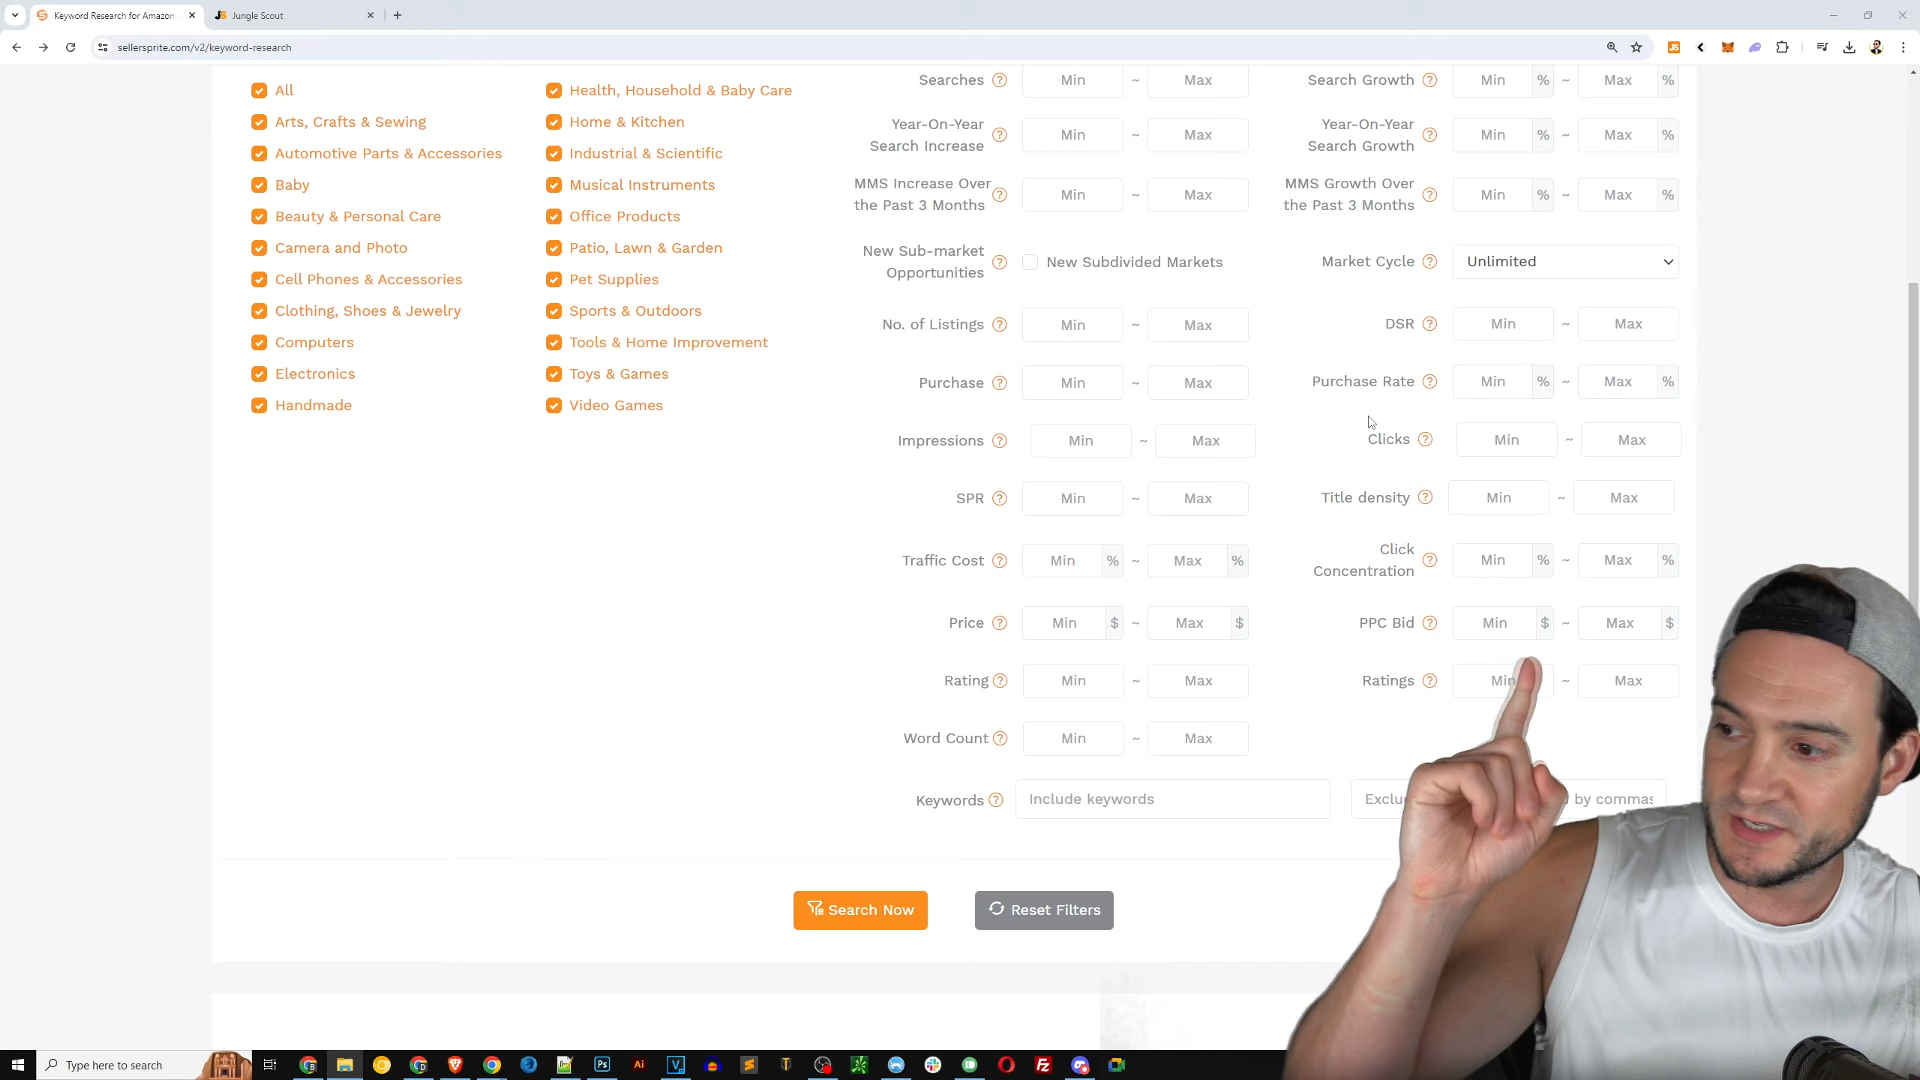 Keyword Research for Amazon
Jungle Scout
sellersprite.com/v2/keyword-research
All
Health, Household & Baby Care
Arts, Crafts & Sewing
Home & Kitchen
Automotive Parts & Accessories
Industrial & Scientific
Baby
Musical Instruments
Beauty & Personal Care
Office Products
Camera and Photo
Patio, Lawn & Garden
Cell Phones & Accessories
Pet Supplies
Clothing, Shoes & Jewelry
Sports & Outdoors
Computers
Tools & Home Improvement
Electronics
Toys & Games
Handmade
Video Games
Searches ? Min ~ Max
Search Growth ? Min % ~ Max %
Year-On-Year
Search Increase ? Min ~ Max
Year-On-Year
Search Growth ? Min % ~ Max %
MMS Increase Over
the Past 3 Months ? Min ~ Max
MMS Growth Over
the Past 3 Months ? Min % ~ Max %
New Sub-market
Opportunities ? New Subdivided Markets
Market Cycle ? Unlimited
No. of Listings ? Min ~ Max
DSR ? Min ~ Max
Purchase ? Min ~ Max
Purchase Rate ? Min % ~ Max %
Impressions ? Min ~ Max
Clicks ? Min ~ Max
SPR ? Min ~ Max
Title density ? Min ~ Max
Traffic Cost ? Min % ~ Max %
Click
Concentration ? Min % ~ Max %
Price ? Min $ ~ Max $
PPC Bid ? Min $ ~ Max $
Rating ? Min ~ Max
Ratings ? Min ~ Max
Word Count ? Min ~ Max
Keywords ? Include keywords
by commas
Search Now
Reset Filters
Type here to search